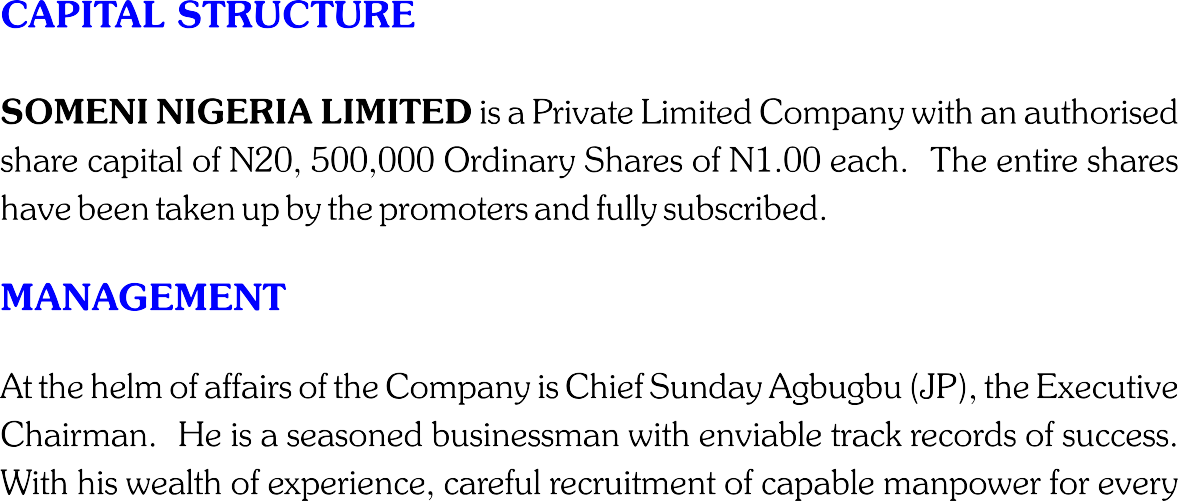 CAPITAL STRUCTURE
SOMENI NIGERIA LIMITED is a Private Limited Company with an authorised
share capital of N20, 500,000 Ordinary Shares of N1.00 each. The entire shares
have been taken up by the promoters and fully subscribed.
MANAGEMENT
At the helm of affairs of the Company is Chief Sunday Agbugbu (JP), the Executive
Chairman. He is a seasoned businessman with enviable track records of success.
With his wealth of experience, careful recruitment of capable manpower for every